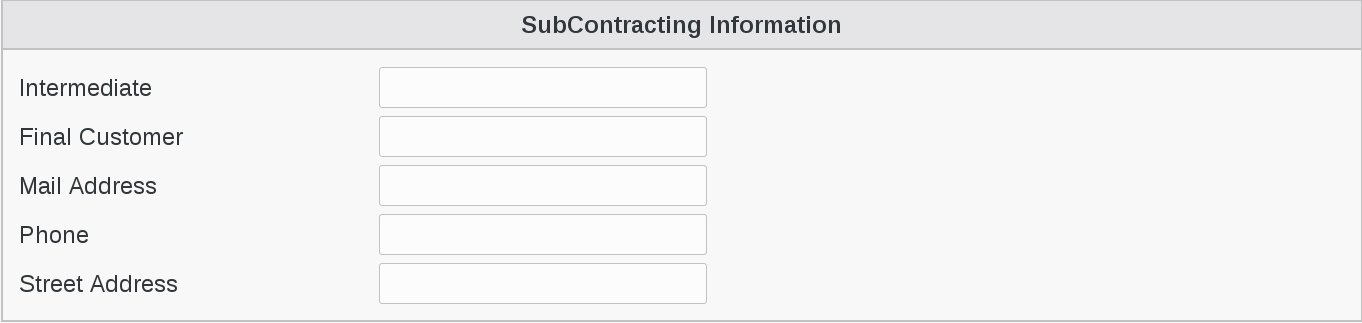 SubContracting Information
Intermediate
Final Customer
Mail Address
Phone
Street Address